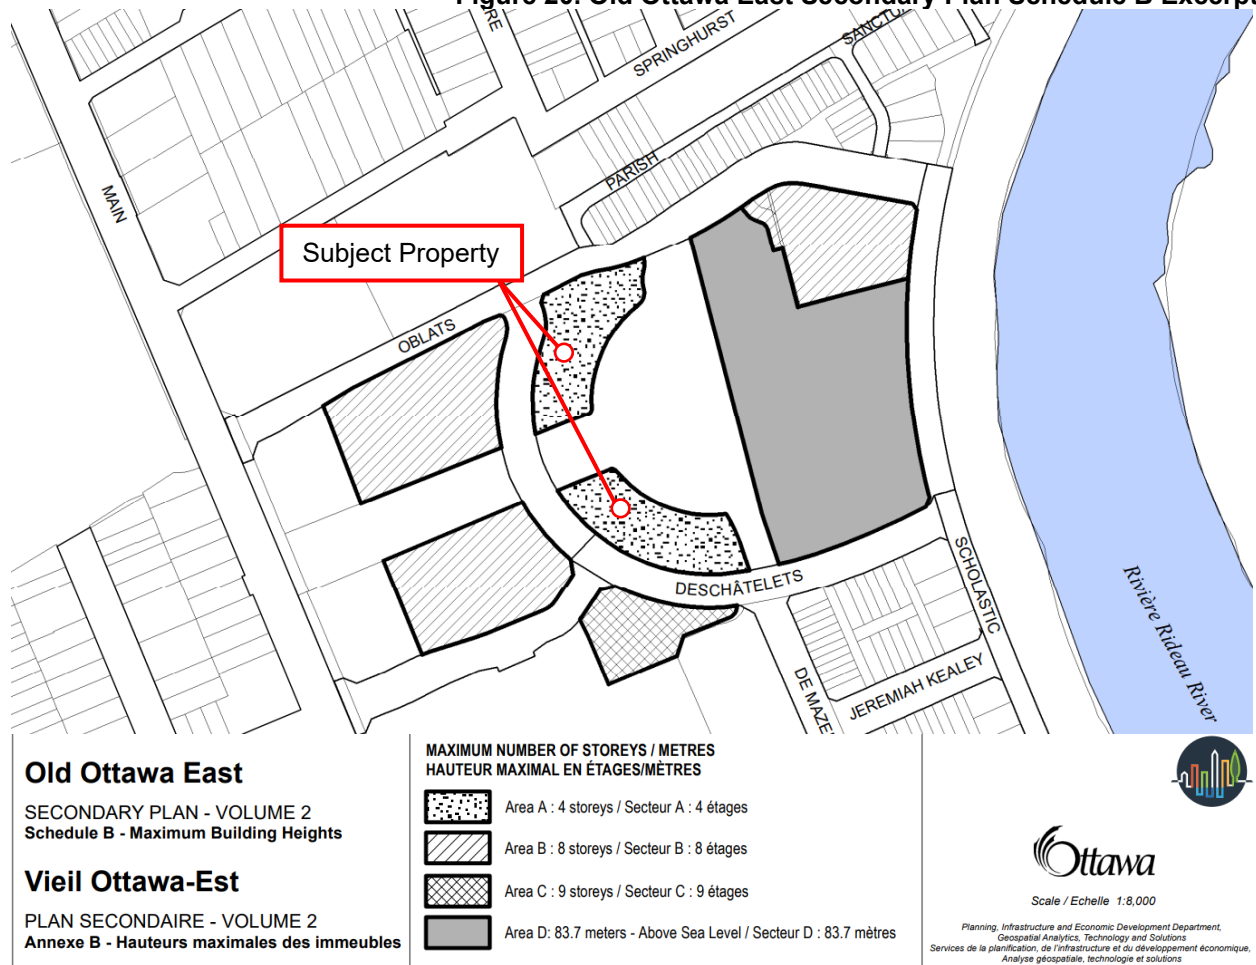 Figure 20: Old Ottawa East Secondary Plan Schedule B Excerp
SPRINGHURST
SANCTU
MAIN
PARISH
Subject Property
OBLATS
DESCHÂTELETS
SCHOLASTIC
DE MAZE
JEREMIAH KEALEY
Rivière Rideau River
Old Ottawa East
SECONDARY PLAN - VOLUME 2
Schedule B - Maximum Building Heights
Vieil Ottawa-Est
PLAN SECONDAIRE - VOLUME 2
Annexe B - Hauteurs maximales des immeubles
MAXIMUM NUMBER OF STOREYS / METRES
HAUTEUR MAXIMAL EN ÉTAGES/MÈTRES
Area A : 4 storeys / Secteur A : 4 étages
Area B : 8 storeys / Secteur B : 8 étages
Area C : 9 storeys / Secteur C : 9 étages
Area D: 83.7 meters - Above Sea Level / Secteur D : 83.7 mètres
Ottawa
Scale / Echelle 1:8,000
Planning, Infrastructure and Economic Development Department,
Geospatial Analytics, Technology and Solutions
Services de la planification, de l'infrastructure et du développement économique,
Analyse géospatiale, technologie et solutions